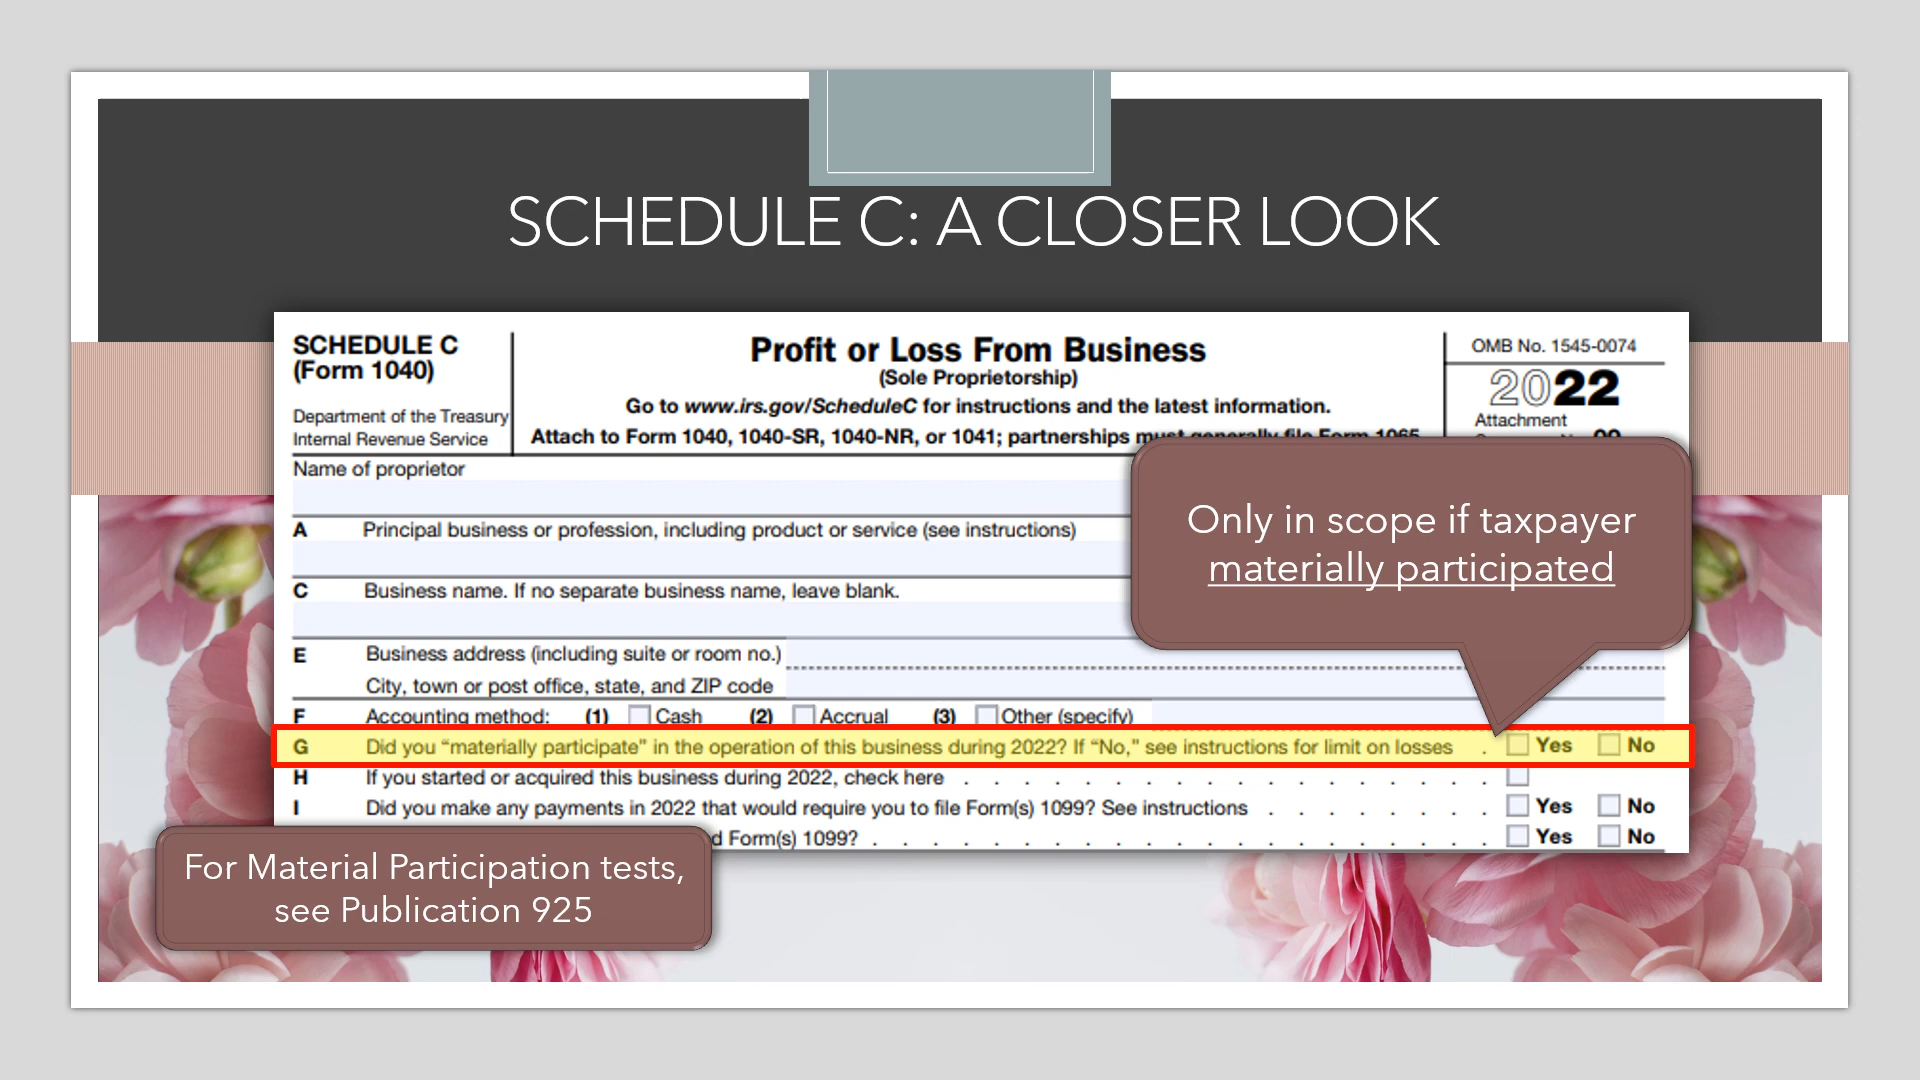 SCHEDULE C: A CLOSER LOOK
SCHEDULE C
(Form 1040)
Department of the Treasury
Internal Revenue Service
Profit or Loss From Business
(Sole Proprietorship)
Go to www.irs.gov/ScheduleC for instructions and the latest information.
Attach to Form 1040, 1040-SR, 1040-NR, or 1041; partnerships must generally file Form 1065.
OMB No. 1545-0074
2022
Attachment
Name of proprietor
A Principal business or profession, including product or service (see instructions)
C Business name. If no separate business name, leave blank.
Only in scope if taxpayer
materially participated
E Business address (including suite or room no.)
City, town or post office, state, and ZIP code
F Accounting method: (1) Cash (2) Accrual (3) Other (specify)
G Did you “materially participate” in the operation of this business during 2022? If “No,” see instructions for limit on losses . Yes No
H If you started or acquired this business during 2022, check here . . . . . . . . . . . . . . . . . .
I Did you make any payments in 2022 that would require you to file Form(s) 1099? See instructions . . . . . . . . Yes No
Form(s) 1099? . . . . . . . . . . . . . . . . . . . . . Yes No
For Material Participation tests,
see Publication 925